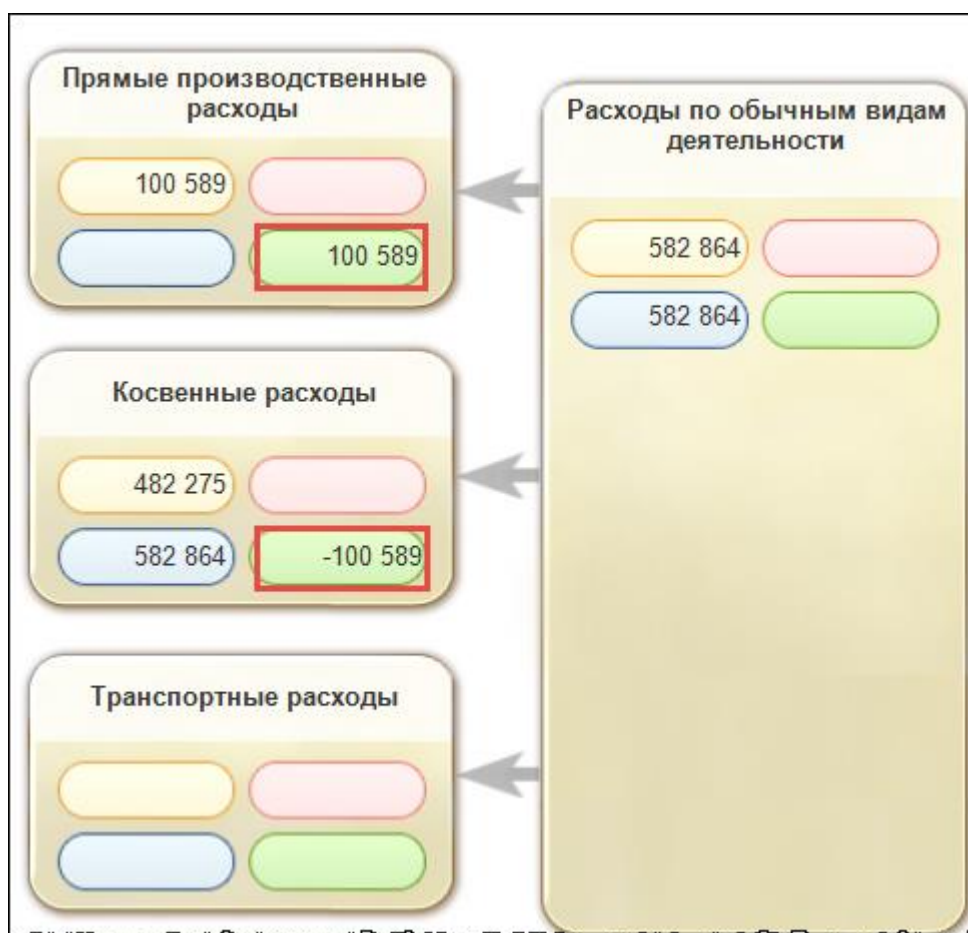 Прямые производственные
расходы
100 589
100 589
Косвенные расходы
482 275
582 864
-100 589
Транспортные расходы
Расходы по обычным видам
деятельности
582 864
582 864